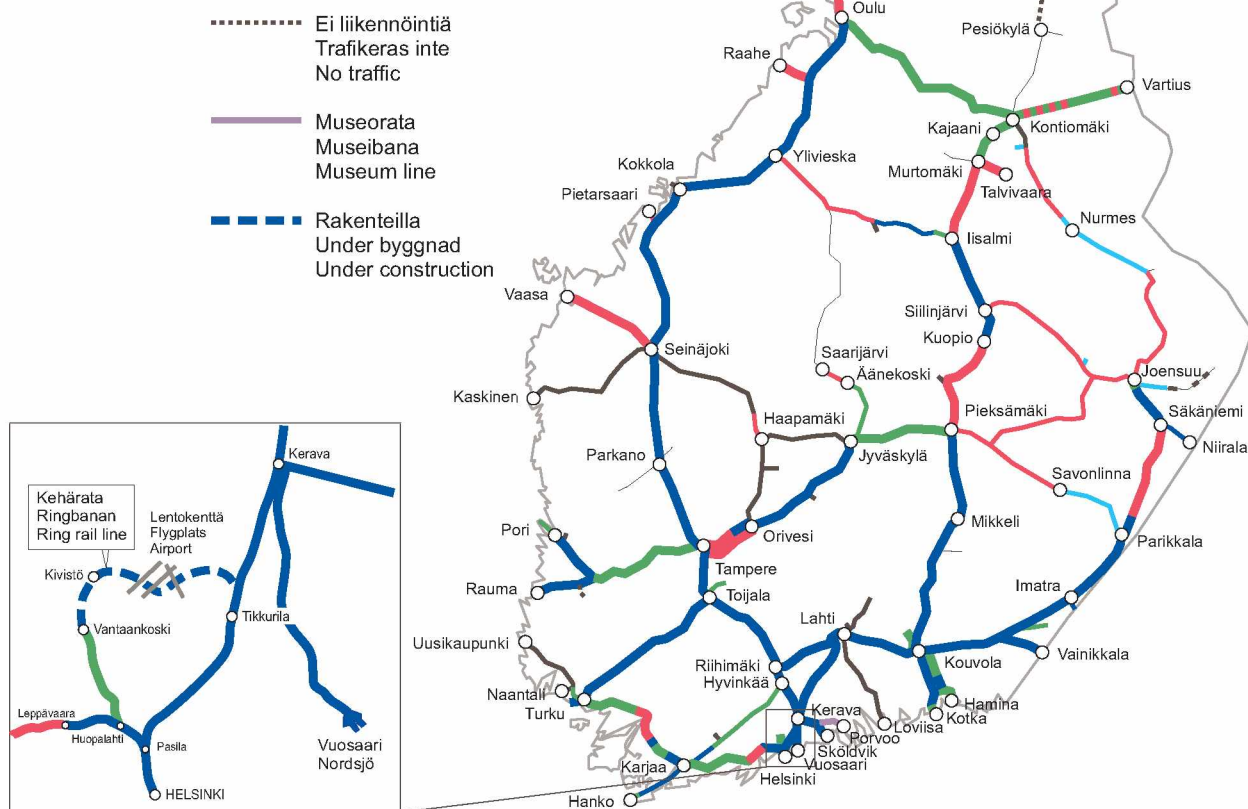 Ei liikennöintiä
Trafikeras inte
No traffic
Museorata
Museibana
Museum line
Rakenteilla
Under byggnad
Under construction
Oulu
Pesiökylä
Raahe
Vartius
Kajaani
Kontiomäki
Ylivieska
Kokkola
Murtomäki
Talvivaara
Pietarsaari
Nurmes
Iisalmi
Vaasa
Siilinjärvi
Kuopio
Seinäjoki
Saarijärvi
Äänekoski
Joensuu
Kaskinen
Säkäniemi
Haapamäki
Pieksämäki
Jyväskylä
Niirala
Parkano
Savonlinna
Mikkeli
Pori
Orivesi
Parikkala
Tampere
Rauma
Toijala
Imatra
Lahti
Uusikaupunki
Kouvola
Vainikkala
Riihimäki
Hyvinkää
Naantali
Turku
Hamina
Kotka
Kerava
Loviisa
Porvoo
Sköldvik
Vuosaari
Karjaa
Helsinki
Hanko
Kerava
Kehärata
Ringbanan
Ring rail line
Lentokenttä
Flygplats
Airport
Kivistö
Tikkurila
Vantaankoski
Leppävaara
Huopalahti
Pasila
Vuosaari
Nordsjö
HELSINKI